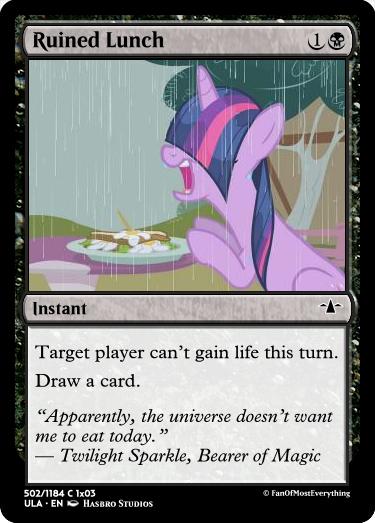 Ruined Lunch 1
Instant
Target player can't gain life this turn.
Draw a card.
“Apparently, the universe doesn't want
me to eat today.”
— Twilight Sparkle, Bearer of Magic
502/1184 C 1x03
ULA · EN Hasbro Studios
© FanOfMostEverything